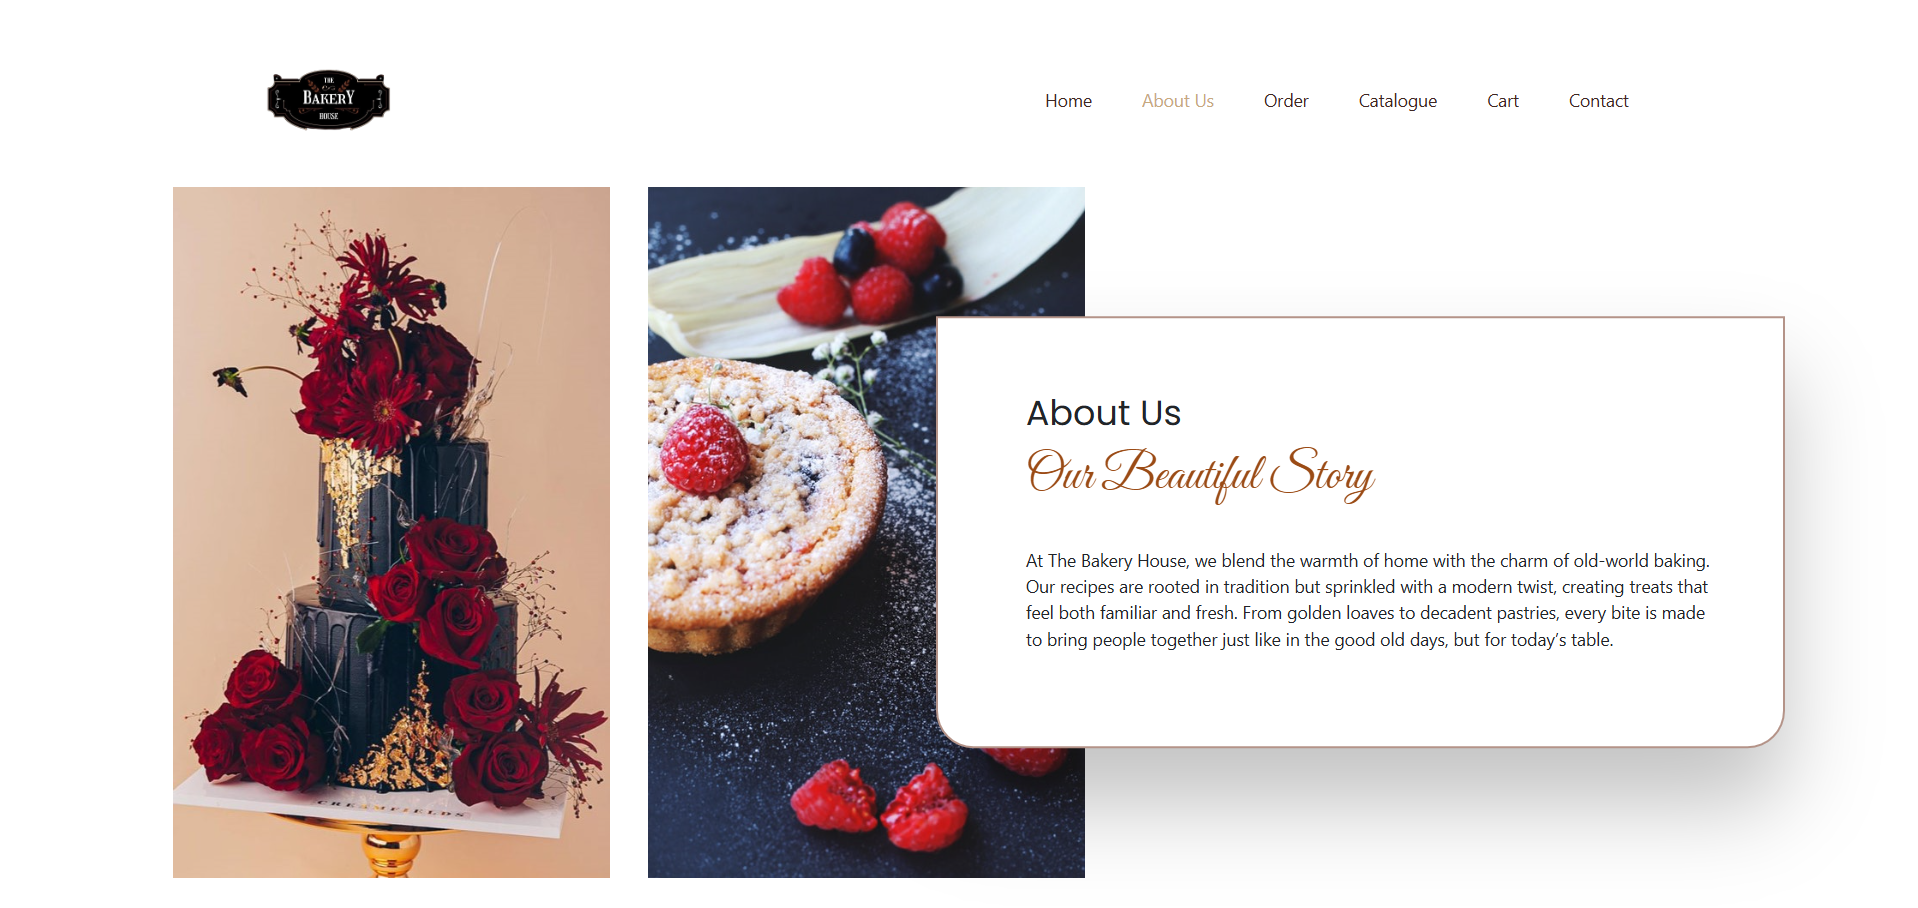 THE
BAKERY
HOUSE
Home About Us Order Catalogue Cart Contact
CREAMFIELDS
About Us
Our Beautiful Story
At The Bakery House, we blend the warmth of home with the charm of old-world baking.
Our recipes are rooted in tradition but sprinkled with a modern twist, creating treats that
feel both familiar and fresh. From golden loaves to decadent pastries, every bite is made
to bring people together just like in the good old days, but for today’s table.